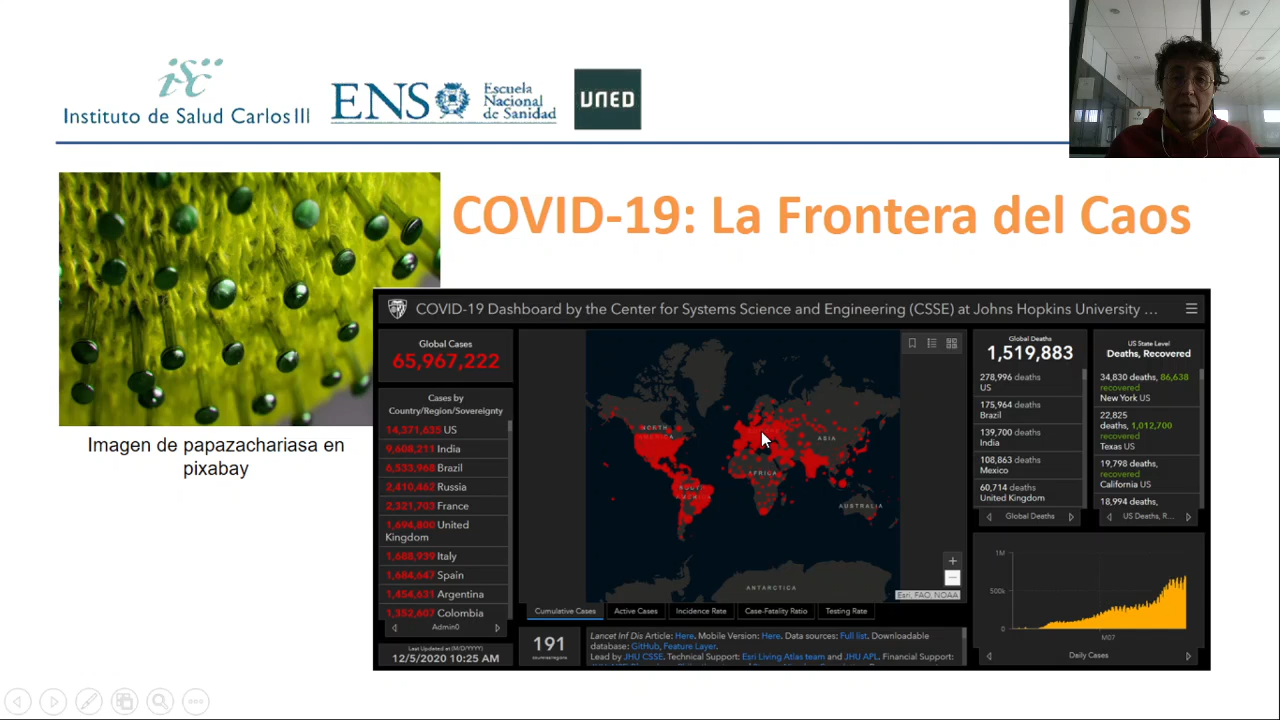 isc
Instituto de Salud Carlos III
ENS
Escuela
Nacional
de Sanidad
UNED
COVID-19: La Frontera del Caos
Imagen de papazachariasa en
pixabay
COVID-19 Dashboard by the Center for Systems Science and Engineering (CSSE) at Johns Hopkins University ...
Global Cases
65,967,222
Cases by
Country/Region/Sovereignty
14,371,635 US
9,608,211 India
6,533,968 Brazil
2,410,462 Russia
2,321,703 France
1,694,800 United
Kingdom
1,688,939 Italy
1,684,647 Spain
1,454,631 Argentina
1,352,607 Colombia
Admin0
Last Updated at (M/D/YYYY)
12/5/2020 10:25 AM
NORTH
AMERICA
SOUTH
AMERICA
AFRICA
ASIA
AUSTRALIA
ANTARCTICA
Esri, FAO, NOAA
Cumulative Cases
Active Cases
Incidence Rate
Case-Fatality Ratio
Testing Rate
191
countries/regions
Lancet Inf Dis Article: Here. Mobile Version: Here. Data sources: Full list. Downloadable
database: GitHub, Feature Layer.
Lead by JHU CSSE. Technical Support: Esri Living Atlas team and JHU APL. Financial Support:
Global Deaths
1,519,883
278,996 deaths
US
175,964 deaths
Brazil
139,700 deaths
India
108,863 deaths
Mexico
60,714 deaths
United Kingdom
Global Deaths
US State Level
Deaths, Recovered
34,830 deaths, 86,638
recovered
New York US
22,825
deaths, 1,012,700
recovered
Texas US
19,798 deaths,
recovered
California US
18,994 deaths,
US Deaths, R...
1M
500k
0
M07
Daily Cases